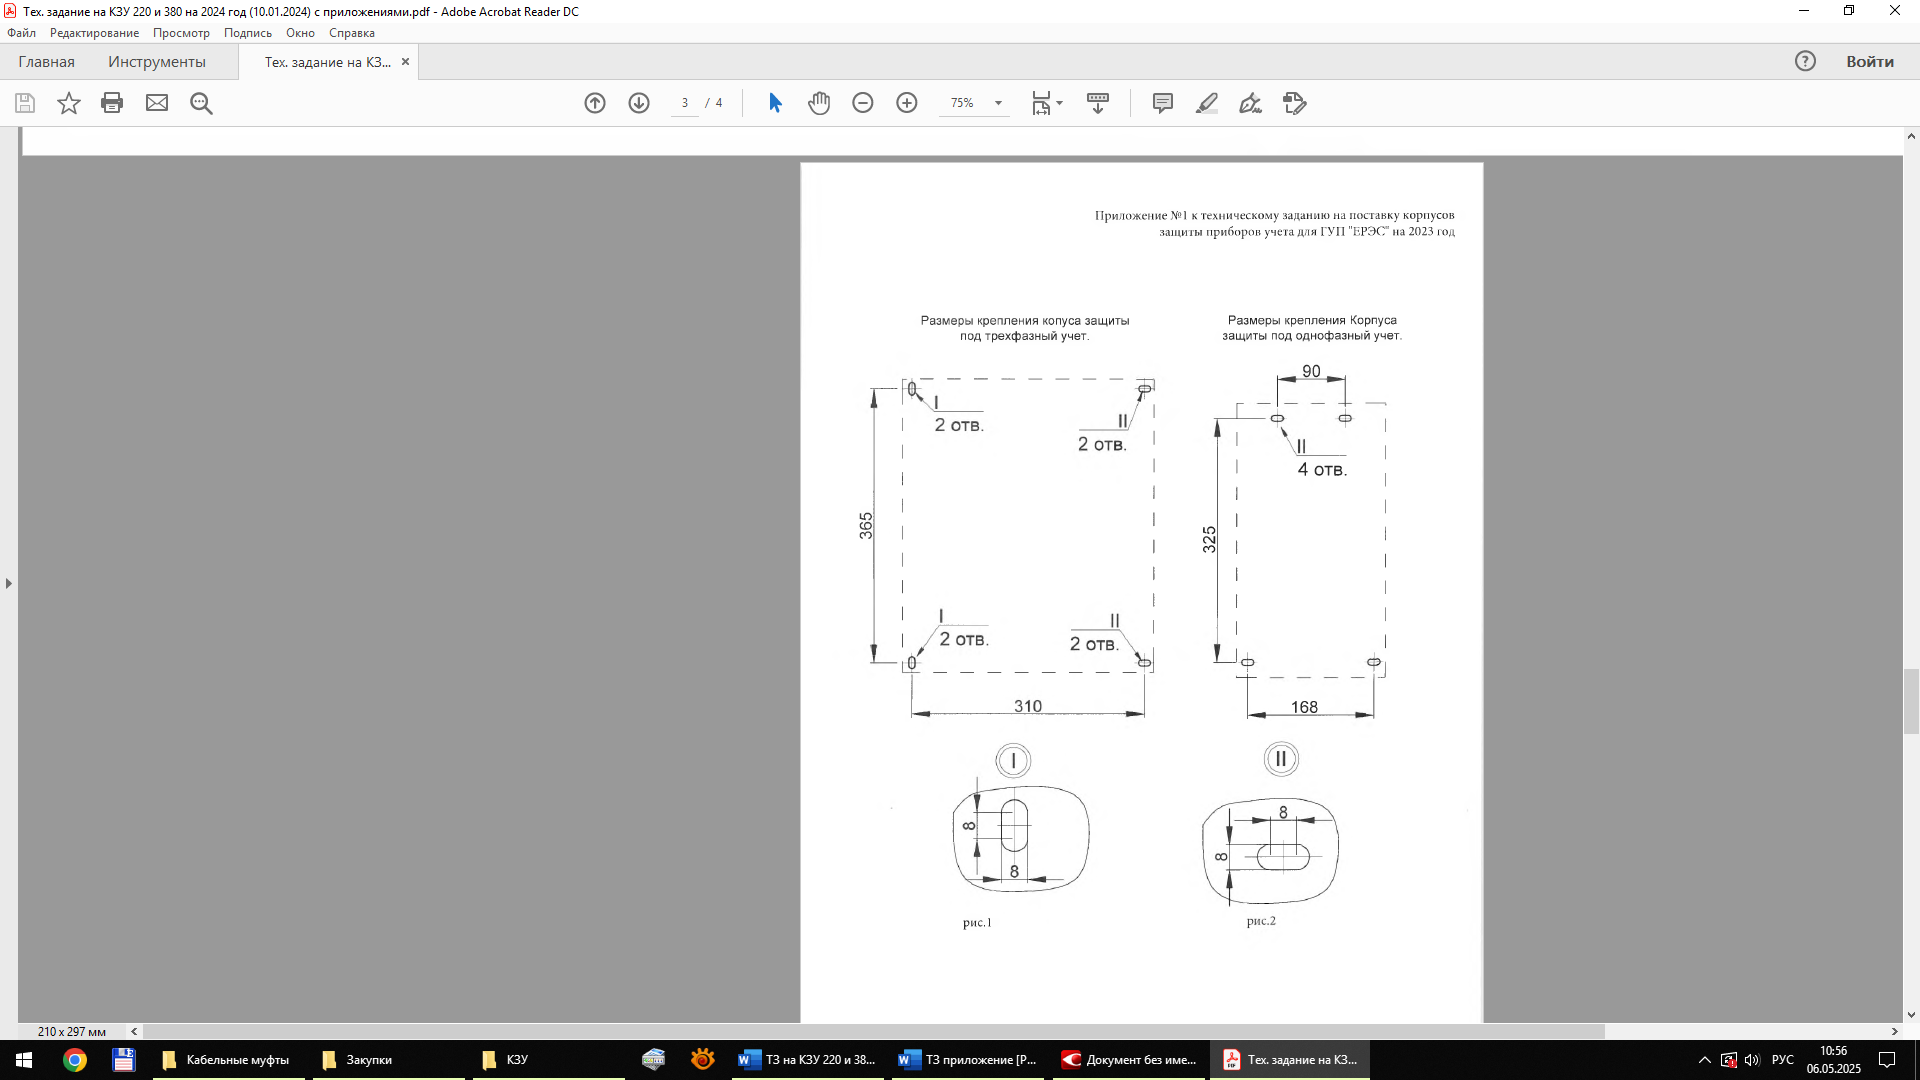 Тех. задание на КЗУ 220 и 380 на 2024 год (10.01.2024) с приложениями.pdf - Adobe Acrobat Reader DC
Файл Редактирование Просмотр Подпись Окно Справка
Главная Инструменты Тех. задание на КЗ... × ? Войти
3 / 4 75%
Приложение №1 к техническому заданию на поставку корпусов
защиты приборов учета для ГУП "ЕРЭС" на 2023 год
Размеры крепления копуса защиты
под трехфазный учет.
Размеры крепления Корпуса
защиты под однофазный учет.
90
I
2 отв.
II
2 отв.
II
4 отв.
365
325
I
2 отв.
II
2 отв.
310
168
I
II
8
8
8
8
рис.1
рис.2
210 x 297 мм
Кабельные муфты Закупки КЗУ ТЗ на КЗУ 220 и 38... ТЗ приложение [Р... Документ без име... Тех. задание на КЗ... РУС 10:56
06.05.2025